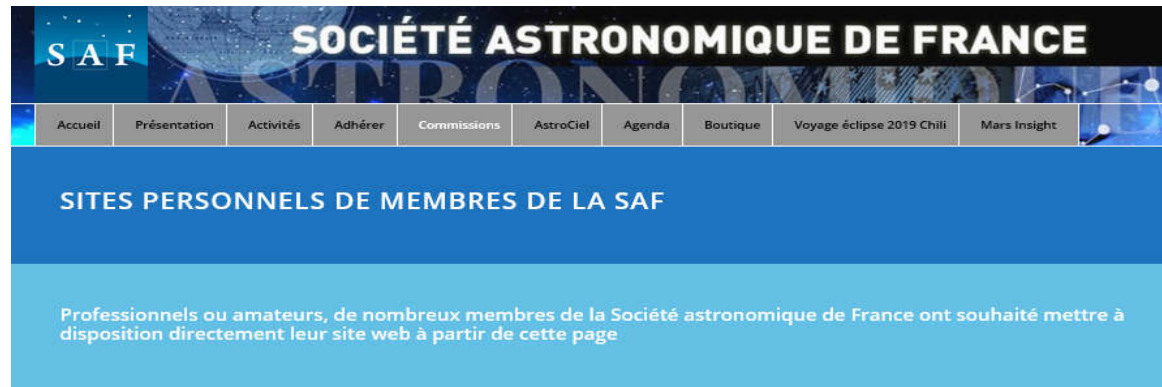 SAF
SOCIÉTÉ ASTRONOMIQUE DE FRANCE
ASTRONOMIQUE
Accueil Présentation Activités Adhérer Commissions AstroCiel Agenda Boutique Voyage éclipse 2019 Chili Mars Insight
SITES PERSONNELS DE MEMBRES DE LA SAF
Professionnels ou amateurs, de nombreux membres de la Société astronomique de France ont souhaité mettre à
disposition directement leur site web à partir de cette page